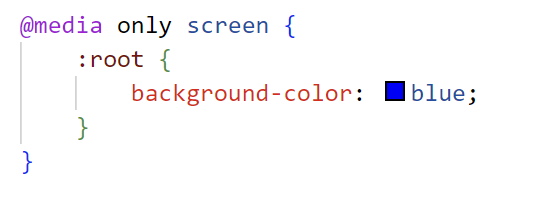 @media only screen {
    :root {
        background-color: blue;
    }
}